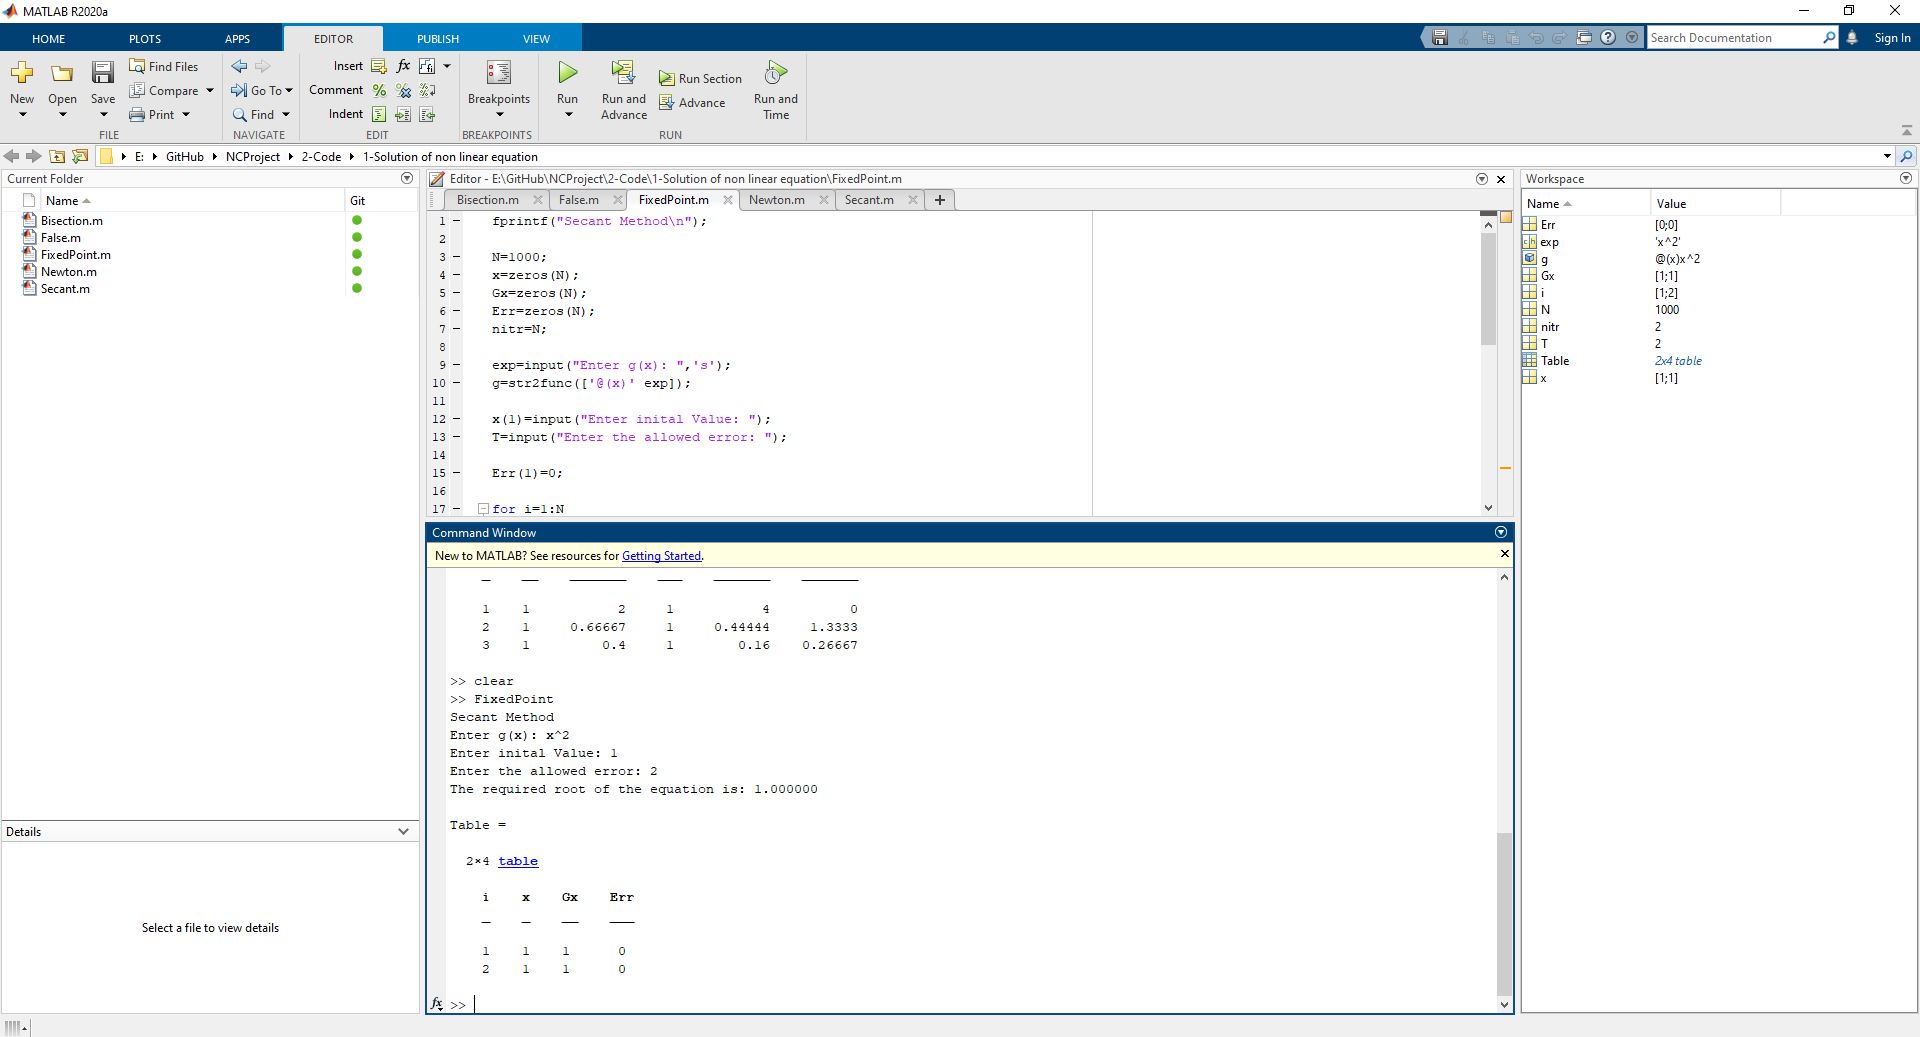 MATLAB R2020a
HOME PLOTS APPS EDITOR PUBLISH VIEW
Search Documentation
Sign In
New
Open
Save
Find Files
Compare
Print
FILE
Go To
Find
NAVIGATE
Insert fx
Comment
Indent
EDIT
Breakpoints
BREAKPOINTS
Run
Run and
Advance
Run Section
Advance
Run and
Time
RUN
E: GitHub NCProject 2-Code 1-Solution of non linear equation
Current Folder
Name Git
Bisection.m
False.m
FixedPoint.m
Newton.m
Secant.m
Details
Select a file to view details
Editor - E:\GitHub\NCProject\2-Code\1-Solution of non linear equation\FixedPoint.m
Bisection.m False.m FixedPoint.m Newton.m Secant.m
1 fprintf("Secant Method\n");
2
3 N=1000;
4 x=zeros(N);
5 Gx=zeros(N);
6 Err=zeros(N);
7 nitr=N;
8
9 exp=input("Enter g(x): ",'s');
10 g=str2func(['@(x)' exp]);
11
12 x(1)=input("Enter inital Value: ");
13 T=input("Enter the allowed error: ");
14
15 Err(1)=0;
16
17 for i=1:N
Command Window
New to MATLAB? See resources for Getting Started.
1 1 2 1 4 0
2 1 0.66667 1 0.44444 1.3333
3 1 0.4 1 0.16 0.26667
>> clear
>> FixedPoint
Secant Method
Enter g(x): x^2
Enter inital Value: 1
Enter the allowed error: 2
The required root of the equation is: 1.000000
Table =
2×4 table
i x Gx Err
1 1 1 0
2 1 1 0
fx >>
Workspace
Name Value
Err [0;0]
exp 'x^2'
g @(x)x^2
Gx [1;1]
i [1;2]
N 1000
nitr 2
T 2
Table 2x4 table
x [1;1]